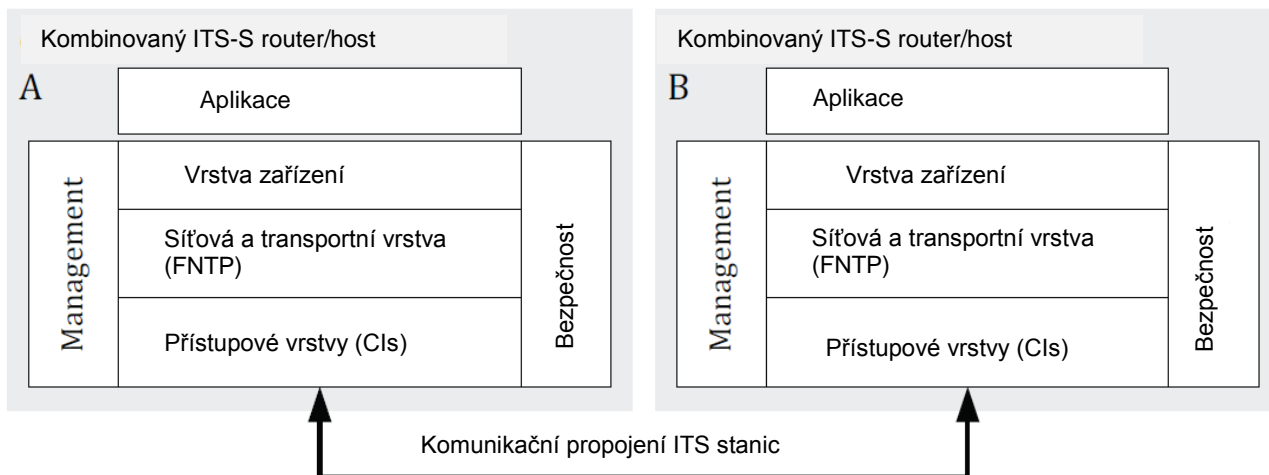 Kombinovaný ITS-S router/host
A
Aplikace
Management
Vrstva zařízení
Síťová a transportní vrstva
(FNTP)
Přístupové vrstvy (CIs)
Bezpečnost
Kombinovaný ITS-S router/host
B
Aplikace
Management
Vrstva zařízení
Síťová a transportní vrstva
(FNTP)
Přístupové vrstvy (CIs)
Bezpečnost
Komunikační propojení ITS stanic